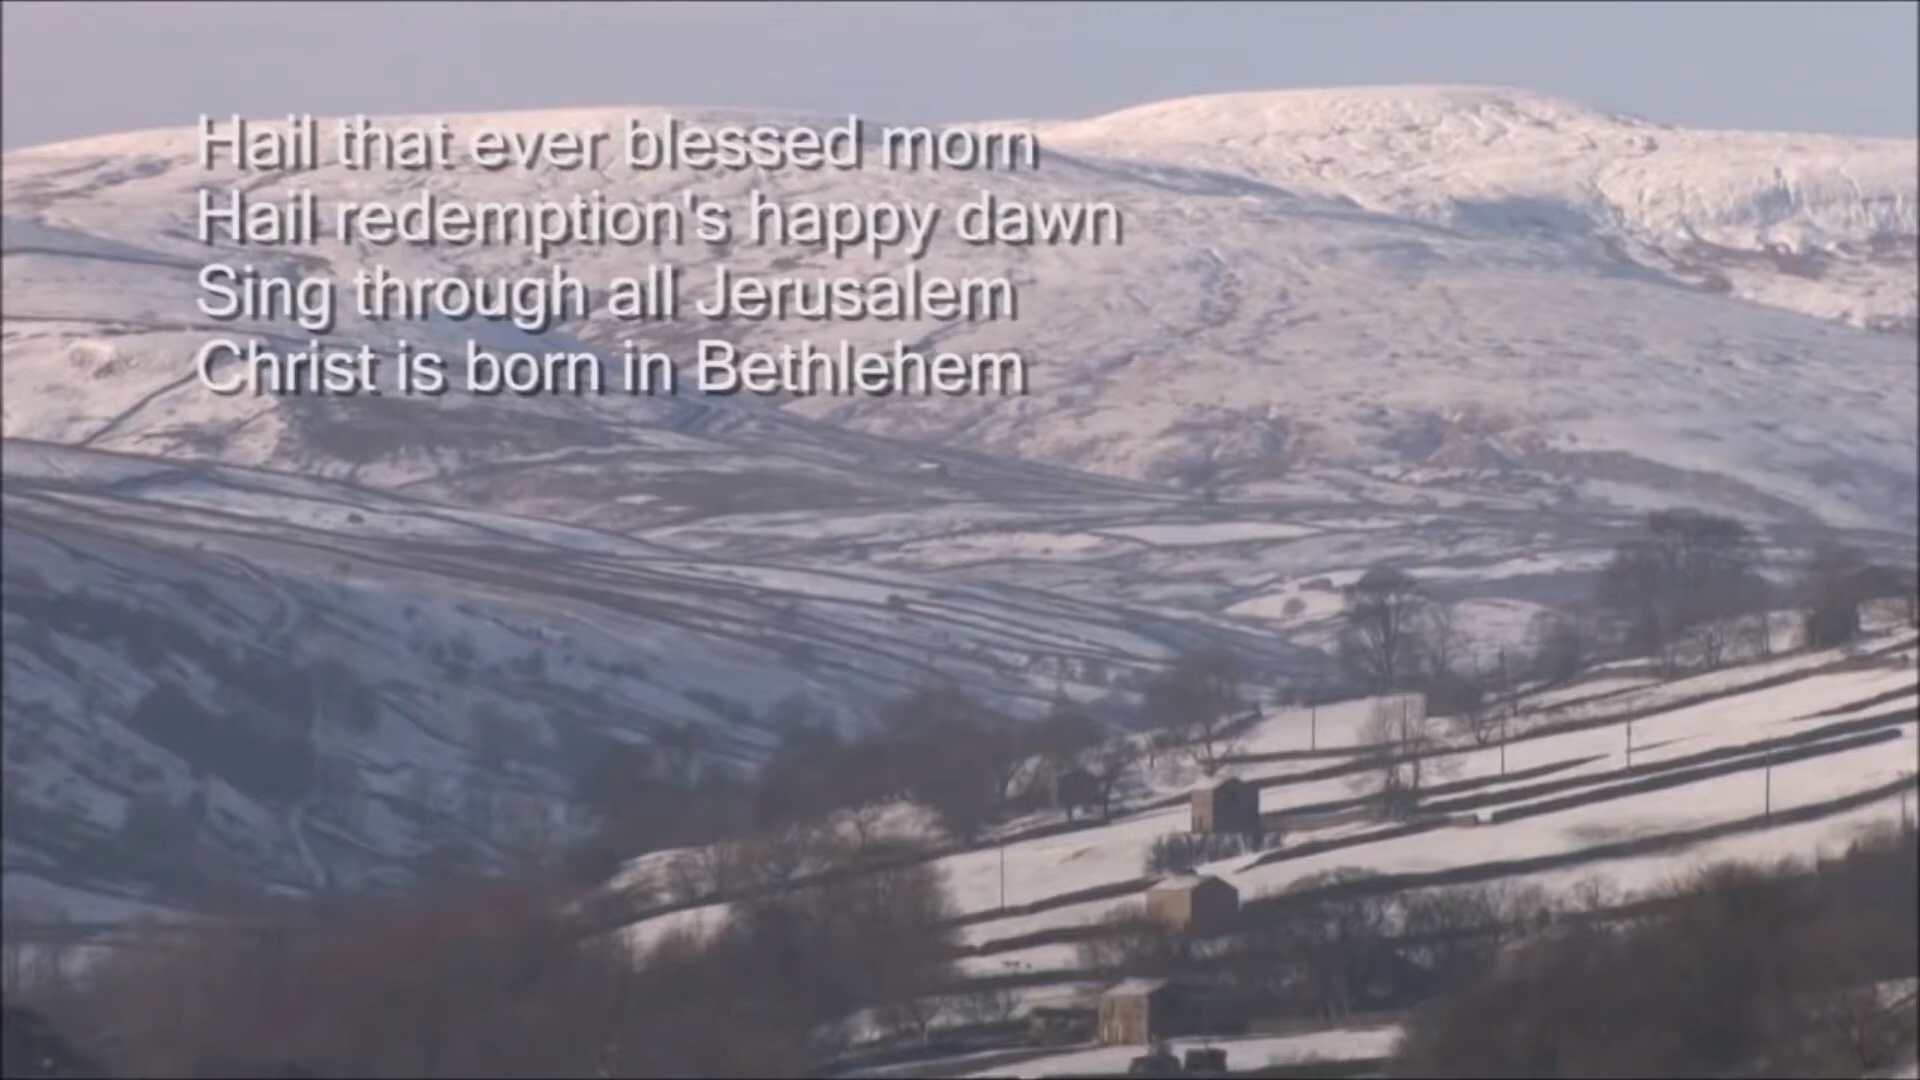 Hail that ever blessed morn
Hail redemption's happy dawn
Sing through all Jerusalem
Christ is born in Bethlehem